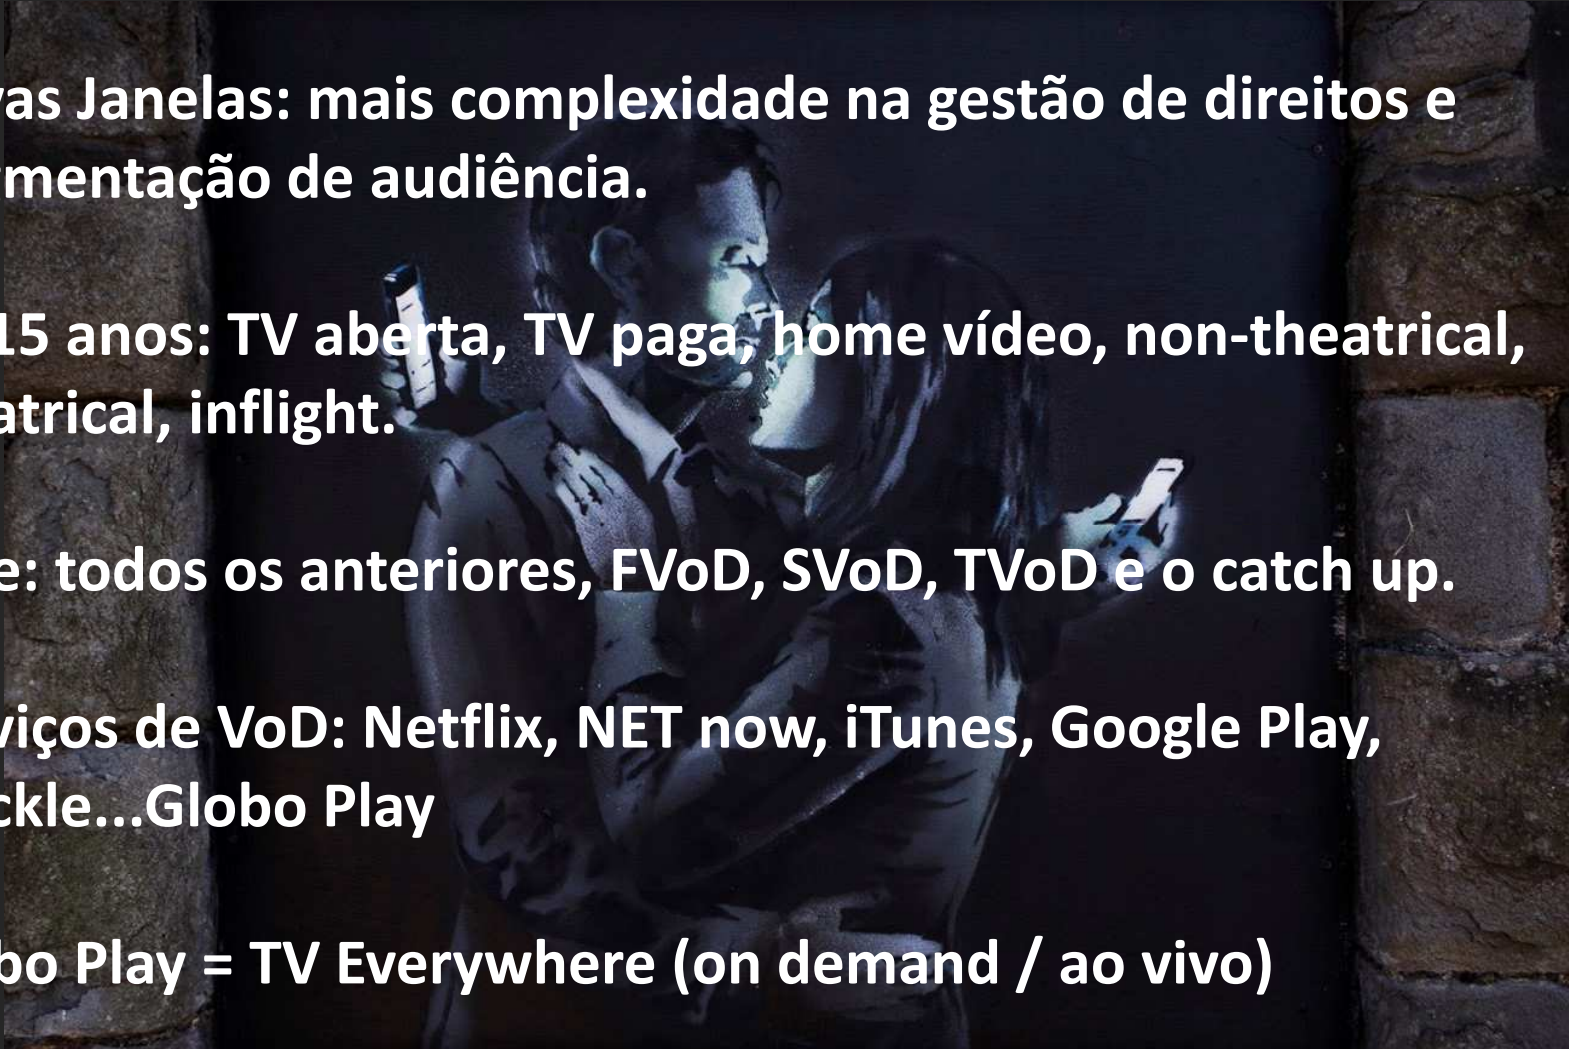 vas Janelas: mais complexidade na gestão de direitos e
mentação de audiência.
15 anos: TV aberta, TV paga, home vídeo, non-theatrical,
atrical, inflight.
e: todos os anteriores, FVoD, SVoD, TVoD e o catch up.
viços de VoD: Netflix, NET now, iTunes, Google Play,
ckle...Globo Play
bo Play = TV Everywhere (on demand / ao vivo)